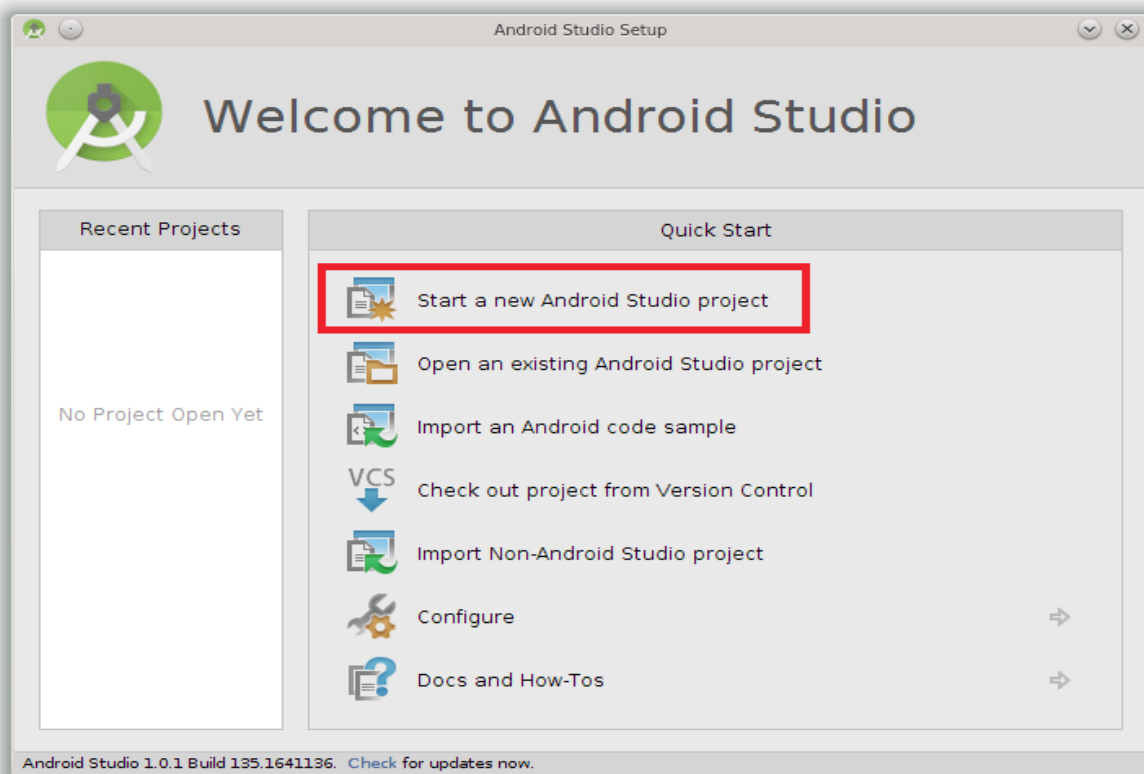 Android Studio Setup
Welcome to Android Studio
Recent Projects
No Project Open Yet
Quick Start
Start a new Android Studio project
Open an existing Android Studio project
Import an Android code sample
VCS
Check out project from Version Control
Import Non-Android Studio project
Configure
Docs and How-Tos
Android Studio 1.0.1 Build 135.1641136. Check for updates now.